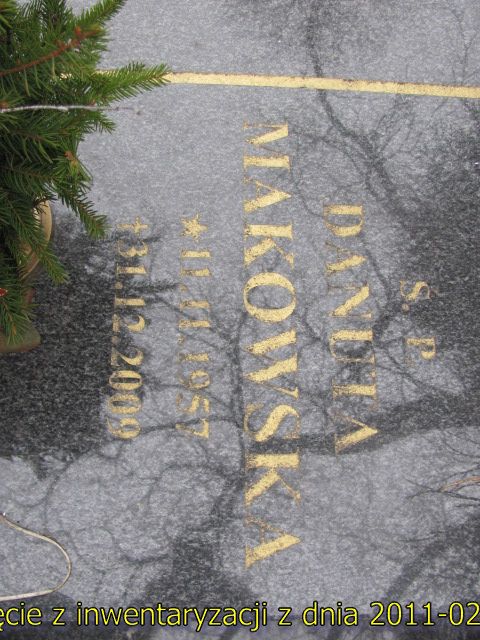 Ś. P.
DANUTA
MAKOWSKA
★ 11.11.1957
✝ 31.12.2009
ęcie z inwentaryzacji z dnia 2011-02